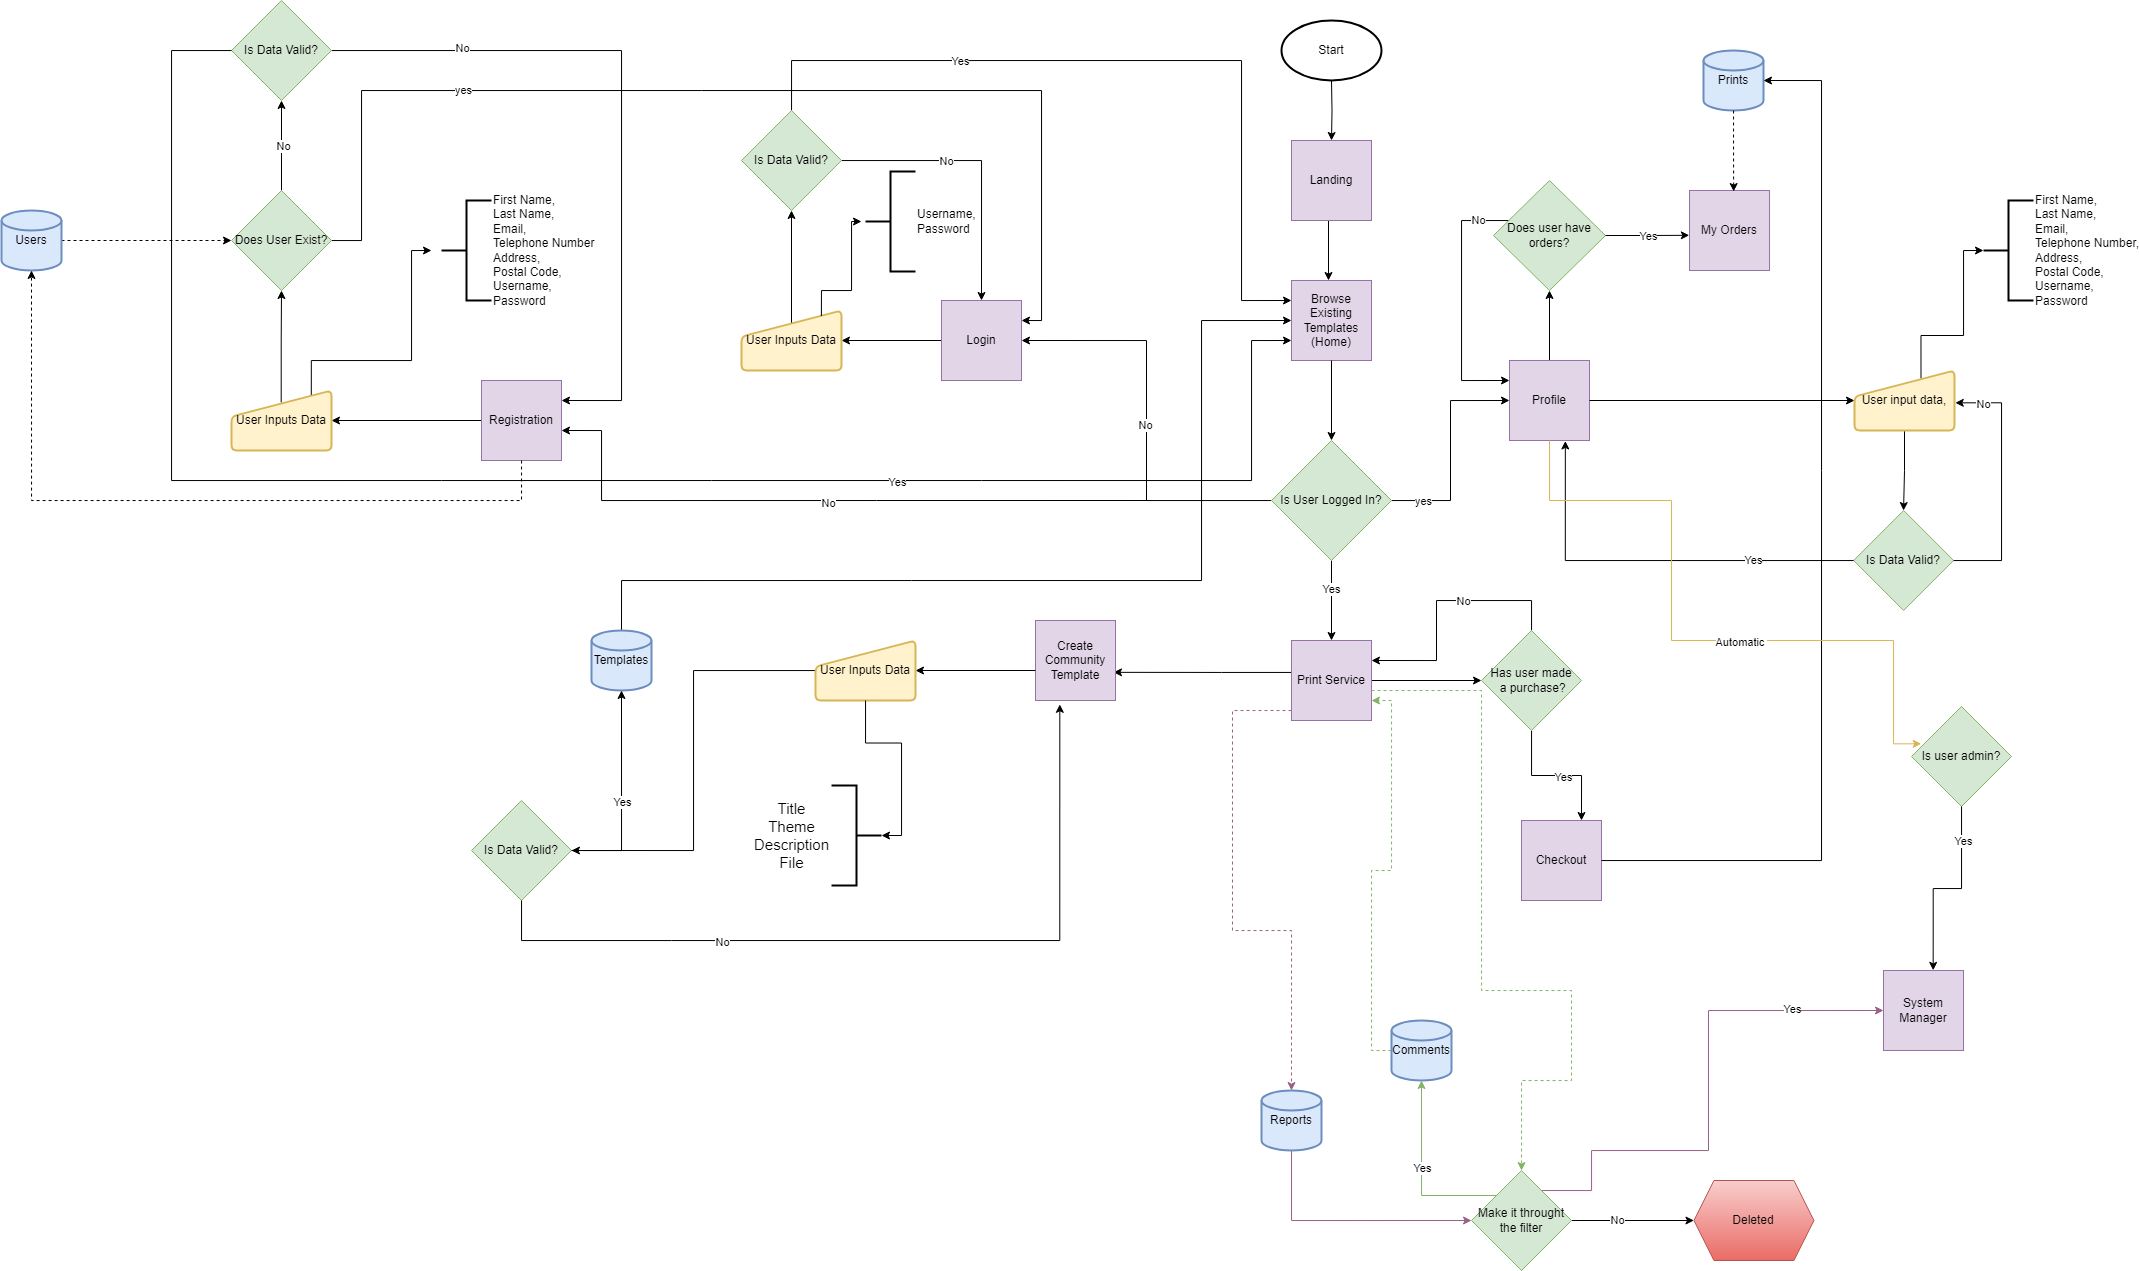 Start
Is Data Valid?
No
Yes
Prints
yes
No
Is Data Valid?
No
Landing
First Name,
Last Name,
Email,
Telephone Number
Address,
Postal Code,
Username,
Password
Username,
Password
Does user have
orders?
No
Yes
My Orders
First Name,
Last Name,
Email,
Telephone Number,
Address,
Postal Code,
Username,
Password
Users
Does User Exist?
Browse
Existing
Templates
(Home)
User Inputs Data
Login
User Inputs Data
Registration
No
Profile
User input data,
No
Yes
No
Is User Logged In?
yes
Yes
Is Data Valid?
Yes
No
Automatic
Templates
User Inputs Data
Create
Community
Template
Print Service
Has user made
a purchase?
Is user admin?
Yes
Yes
Title
Theme
Description
File
Is Data Valid?
Checkout
Yes
No
System
Manager
Yes
Comments
Reports
Yes
Make it throught
the filter
No
Deleted